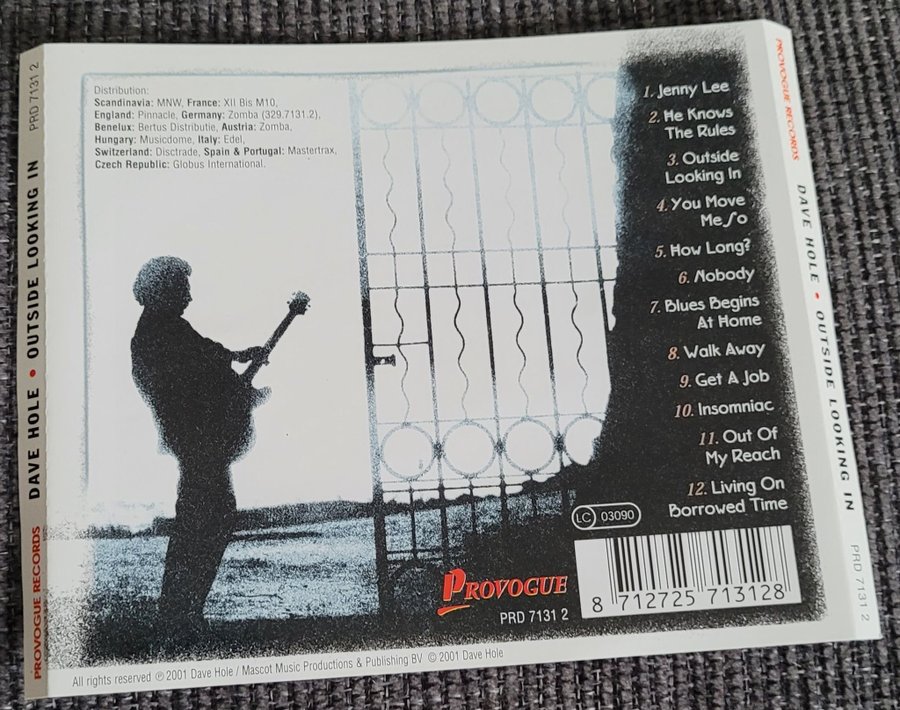 PROVOGUE RECORDS DAVE HOLE • OUTSIDE LOOKING IN PRD 7131 2
Distribution:
Scandinavia: MNW, France: XII Bis M10,
England: Pinnacle, Germany: Zomba (329.7131.2),
Benelux: Bertus Distributie, Austria: Zomba,
Hungary: Musicdome, Italy: Edel,
Switzerland: Disctrade, Spain & Portugal: Mastertrax,
Czech Republic: Globus International.
1. Jenny Lee
2. He Knows
The Rules
3. Outside
Looking In
4. You Move
Me So
5. How Long?
6. Nobody
7. Blues Begins
At Home
8. Walk Away
9. Get A Job
10. Insomniac
11. Out Of
My Reach
12. Living On
Borrowed Time
LC 03090
PROVOGUE
PRD 7131 2
8 712725 713128
All rights reserved ℗ 2001 Dave Hole / Mascot Music Productions & Publishing BV © 2001 Dave Hole
PROVOGUE RECORDS DAVE HOLE • OUTSIDE LOOKING IN PRD 7131 2